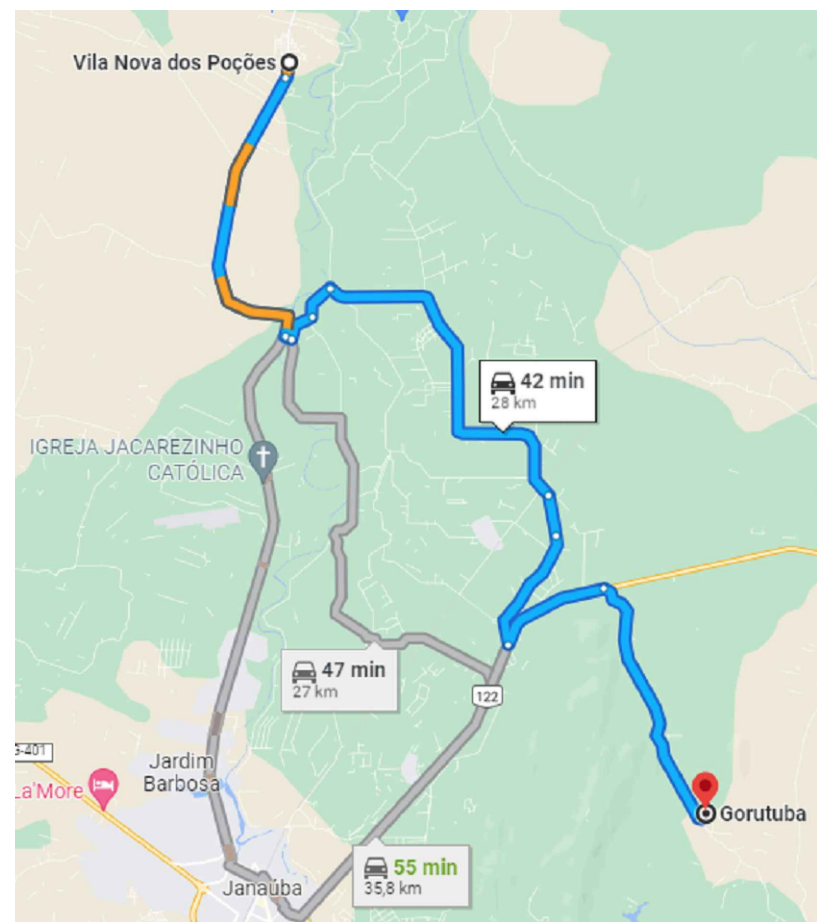 Vila Nova dos Poções
42 min
28 km
IGREJA JACAREZINHO
CATÓLICA
47 min
27 km
122
G-401
Jardim
Barbosa
La'More
Gorutuba
55 min
35,8 km
Janaúba